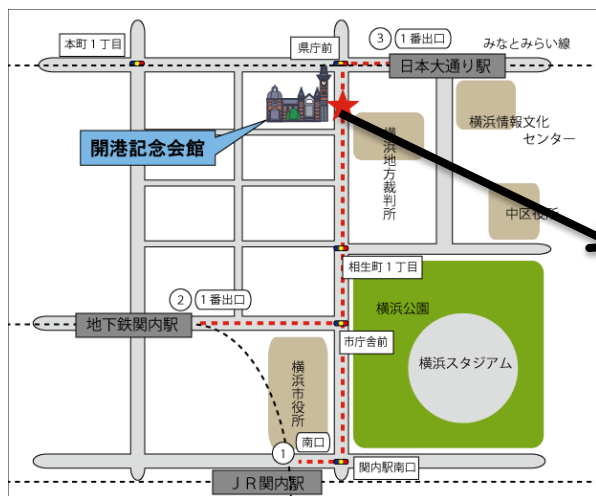 本町1丁目
県庁前
③
1番出口
みなとみらい線
日本大通り駅
開港記念会館
横浜地方裁判所
横浜情報文化
センター
中区役所
相生町1丁目
②
1番出口
地下鉄関内駅
横浜公園
市庁舎前
横浜スタジアム
横浜市役所
①
南口
関内駅南口
JR関内駅